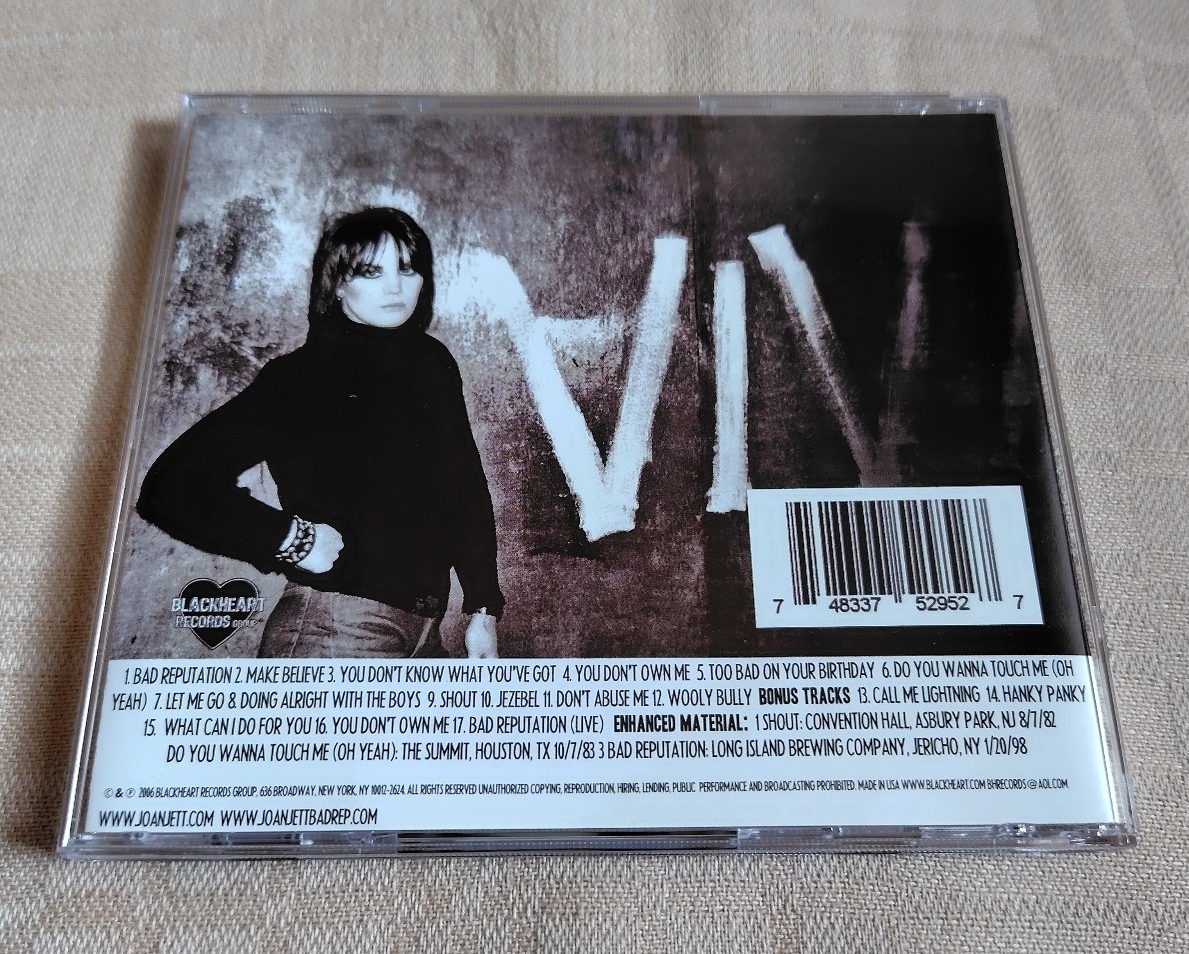 VIN
BLACKHEART
RECORDS GROUP
7 48337 52952 7
1. BAD REPUTATION 2. MAKE BELIEVE 3. YOU DON'T KNOW WHAT YOU'VE GOT 4. YOU DON'T OWN ME 5. TOO BAD ON YOUR BIRTHDAY 6. DO YOU WANNA TOUCH ME (OH
YEAH) 7. LET ME GO & DOING ALRIGHT WITH THE BOYS 9. SHOUT 10. JEZEBEL 11. DON'T ABUSE ME 12. WOOLY BULLY BONUS TRACKS 13. CALL ME LIGHTNING 14. HANKY PANKY
15. WHAT CAN I DO FOR YOU 16. YOU DON'T OWN ME 17. BAD REPUTATION (LIVE) ENHANCED MATERIAL: 1 SHOUT: CONVENTION HALL, ASBURY PARK, NJ 8/7/82
DO YOU WANNA TOUCH ME (OH YEAH): THE SUMMIT, HOUSTON, TX 10/7/83 3 BAD REPUTATION: LONG ISLAND BREWING COMPANY, JERICHO, NY 1/20/98
© & ℗ 2006 BLACKHEART RECORDS GROUP, 636 BROADWAY, NEW YORK, NY 10012-2624. ALL RIGHTS RESERVED UNAUTHORIZED COPYING, REPRODUCTION, HIRING, LENDING, PUBLIC PERFORMANCE AND BROADCASTING PROHIBITED. MADE IN USA WWW.BLACKHEART.COM BHRECORDS@AOL.COM
WWW.JOANJETT.COM WWW.JOANJETTBADREP.COM